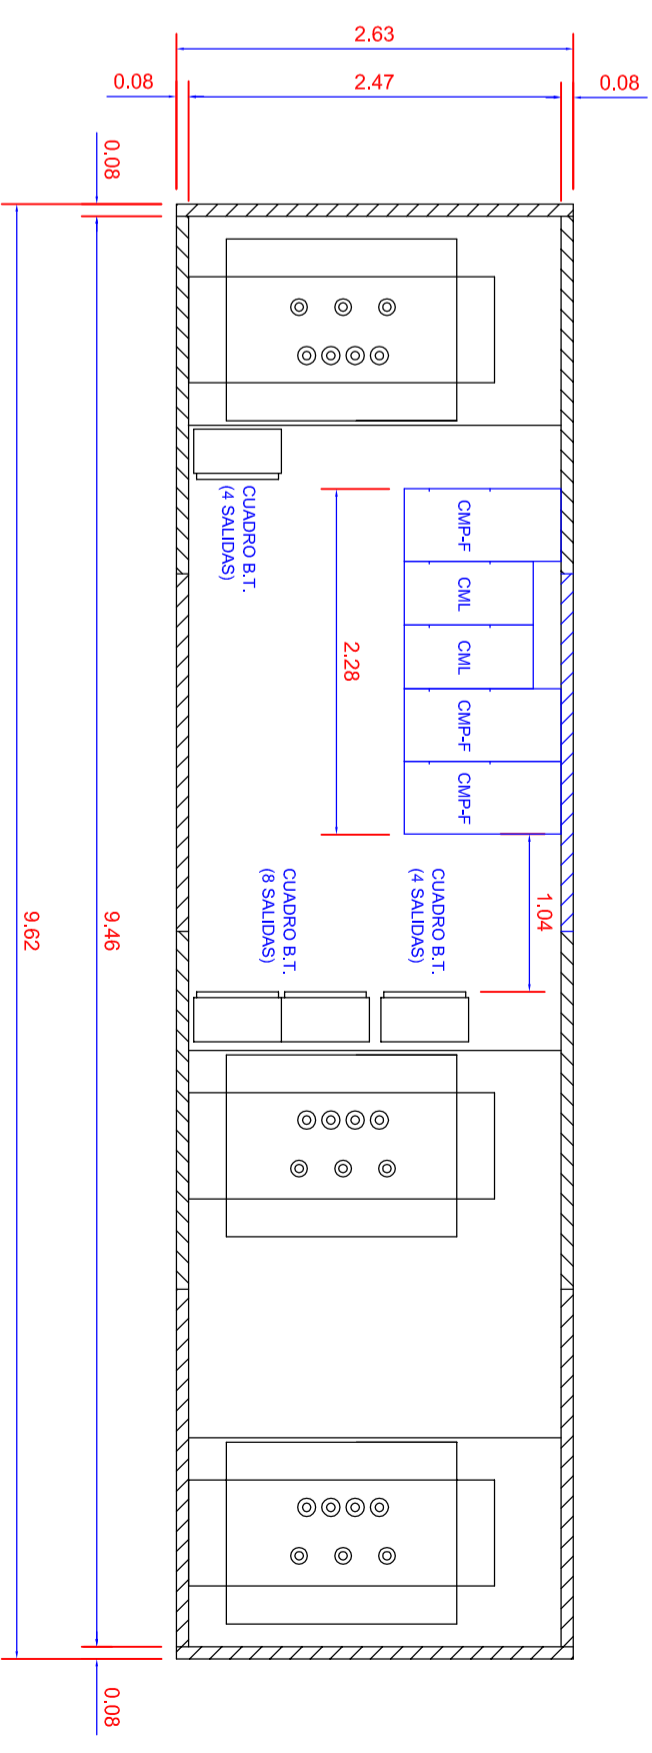 2.63
0.08
2.47
0.08
0.08
CUADRO B.T.
(4 SALIDAS)
CMP-F
CML
CML
CMP-F
CMP-F
2.28
1.04
CUADRO B.T.
(8 SALIDAS)
CUADRO B.T.
(4 SALIDAS)
9.46
9.62
0.08